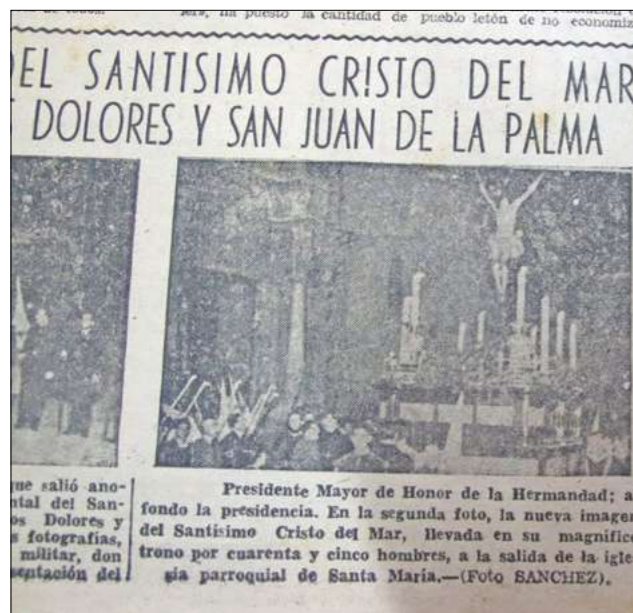 ha puesto la cantidad de pueblo letón de no economiz
EL SANTISIMO CRISTO DEL MAR
DOLORES Y SAN JUAN DE LA PALMA
que salió ano-
ntal del San-
os Dolores y
s fotografías,
militar, don
sentación del
Presidente Mayor de Honor de la Hermandad; a
fondo la presidencia. En la segunda foto, la nueva imagen
del Santísimo Cristo del Mar, llevada en su magnífico
trono por cuarenta y cinco hombres, a la salida de la igle-
sia parroquial de Santa María.—(Foto SANCHEZ).